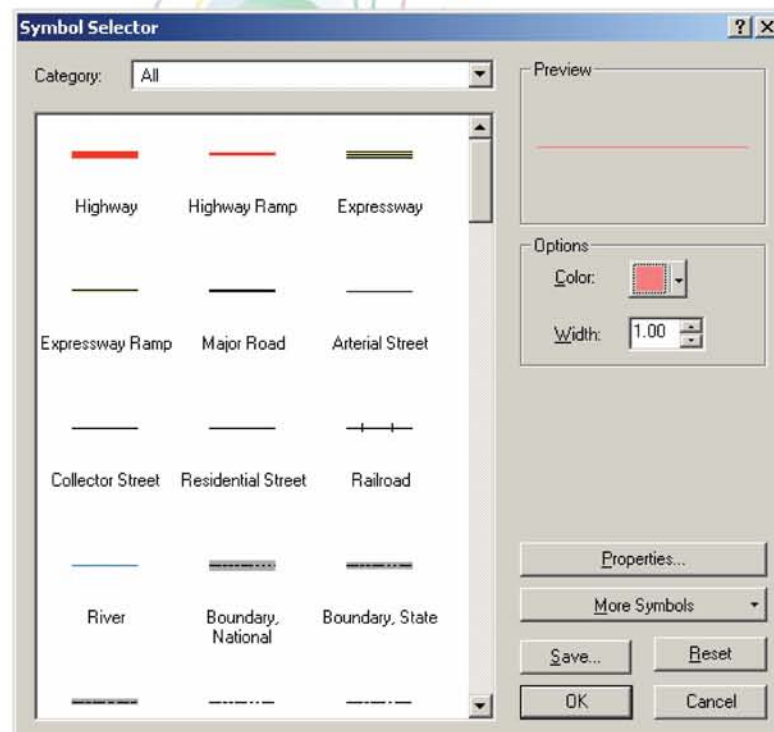 Symbol Selector
Category: All
Highway Highway Ramp Expressway
Expressway Ramp Major Road Arterial Street
Collector Street Residential Street Railroad
River Boundary, National Boundary, State
Preview
Options
Color:
Width: 1.00
Properties...
More Symbols
Save... Reset
OK Cancel